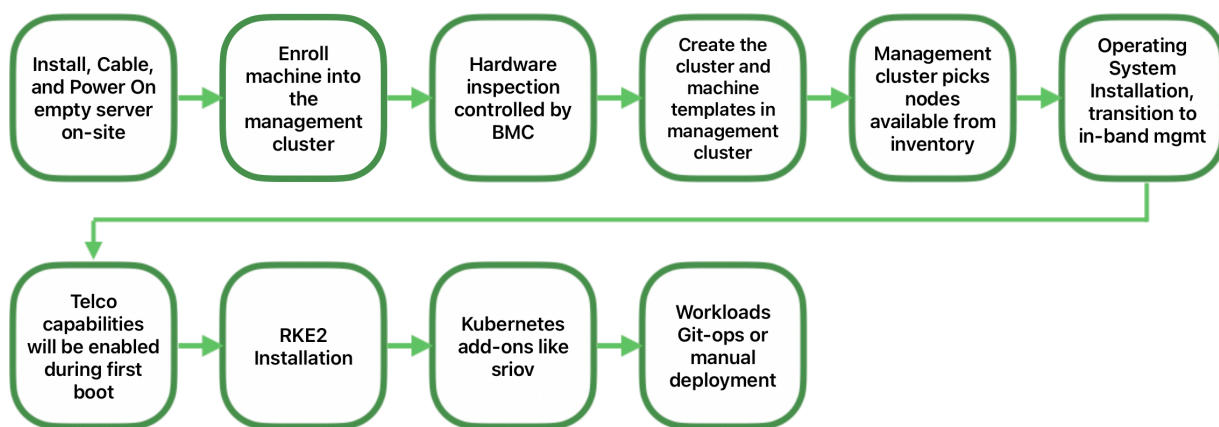 Install, Cable,
and Power On
empty server
on-site
Enroll
machine into
the
management
cluster
Hardware
inspection
controlled by
BMC
Create the
cluster and
machine
templates in
management
cluster
Management
cluster picks
nodes
available from
inventory
Operating
System
Installation,
transition to
in-band mgmt
Telco
capabilities
will be enabled
during first
boot
RKE2
Installation
Kubernetes
add-ons like
sriov
Workloads
Git-ops or
manual
deployment